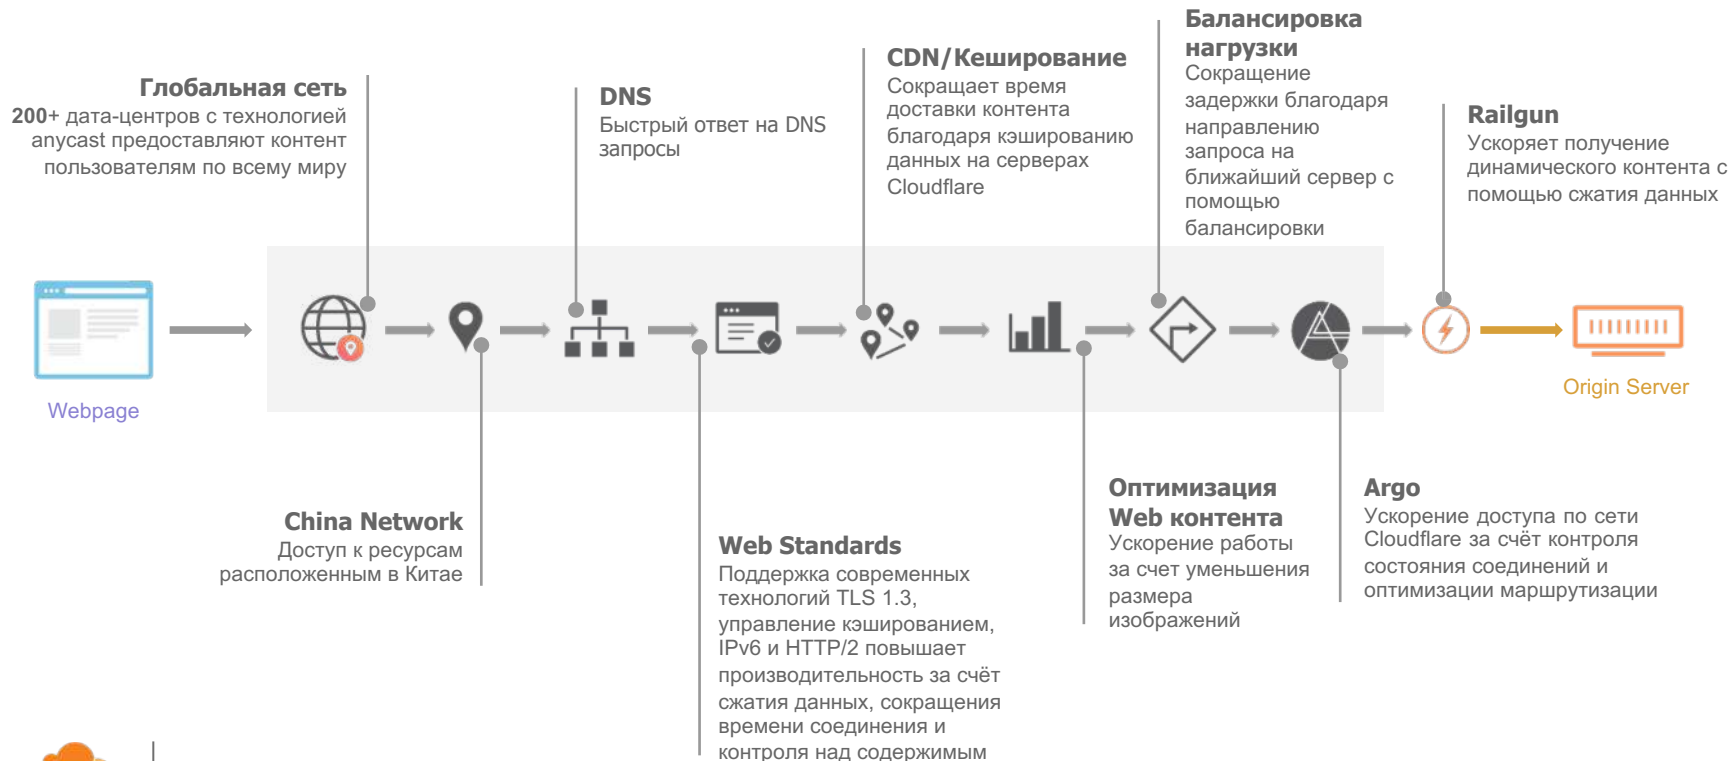 Глобальная сеть
200+ дата-центров с технологией
anycast предоставляют контент
пользователям по всему миру
DNS
Быстрый ответ на DNS
запросы
CDN/Кеширование
Сокращает время
доставки контента
благодаря кэшированию
данных на серверах
Cloudflare
Балансировка
нагрузки
Сокращение
задержки благодаря
направлению
запроса на
ближайший сервер с
помощью
балансировки
Railgun
Ускоряет получение
динамического контента с
помощью сжатия данных
Webpage
Origin Server
China Network
Доступ к ресурсам
расположенным в Китае
Web Standards
Поддержка современных
технологий TLS 1.3,
управление кэшированием,
IPv6 и HTTP/2 повышает
производительность за счёт
сжатия данных, сокращения
времени соединения и
контроля над содержимым
Оптимизация
Web контента
Ускорение работы
за счет уменьшения
размера
изображений
Argo
Ускорение доступа по сети
Cloudflare за счёт контроля
состояния соединений и
оптимизации маршрутизации